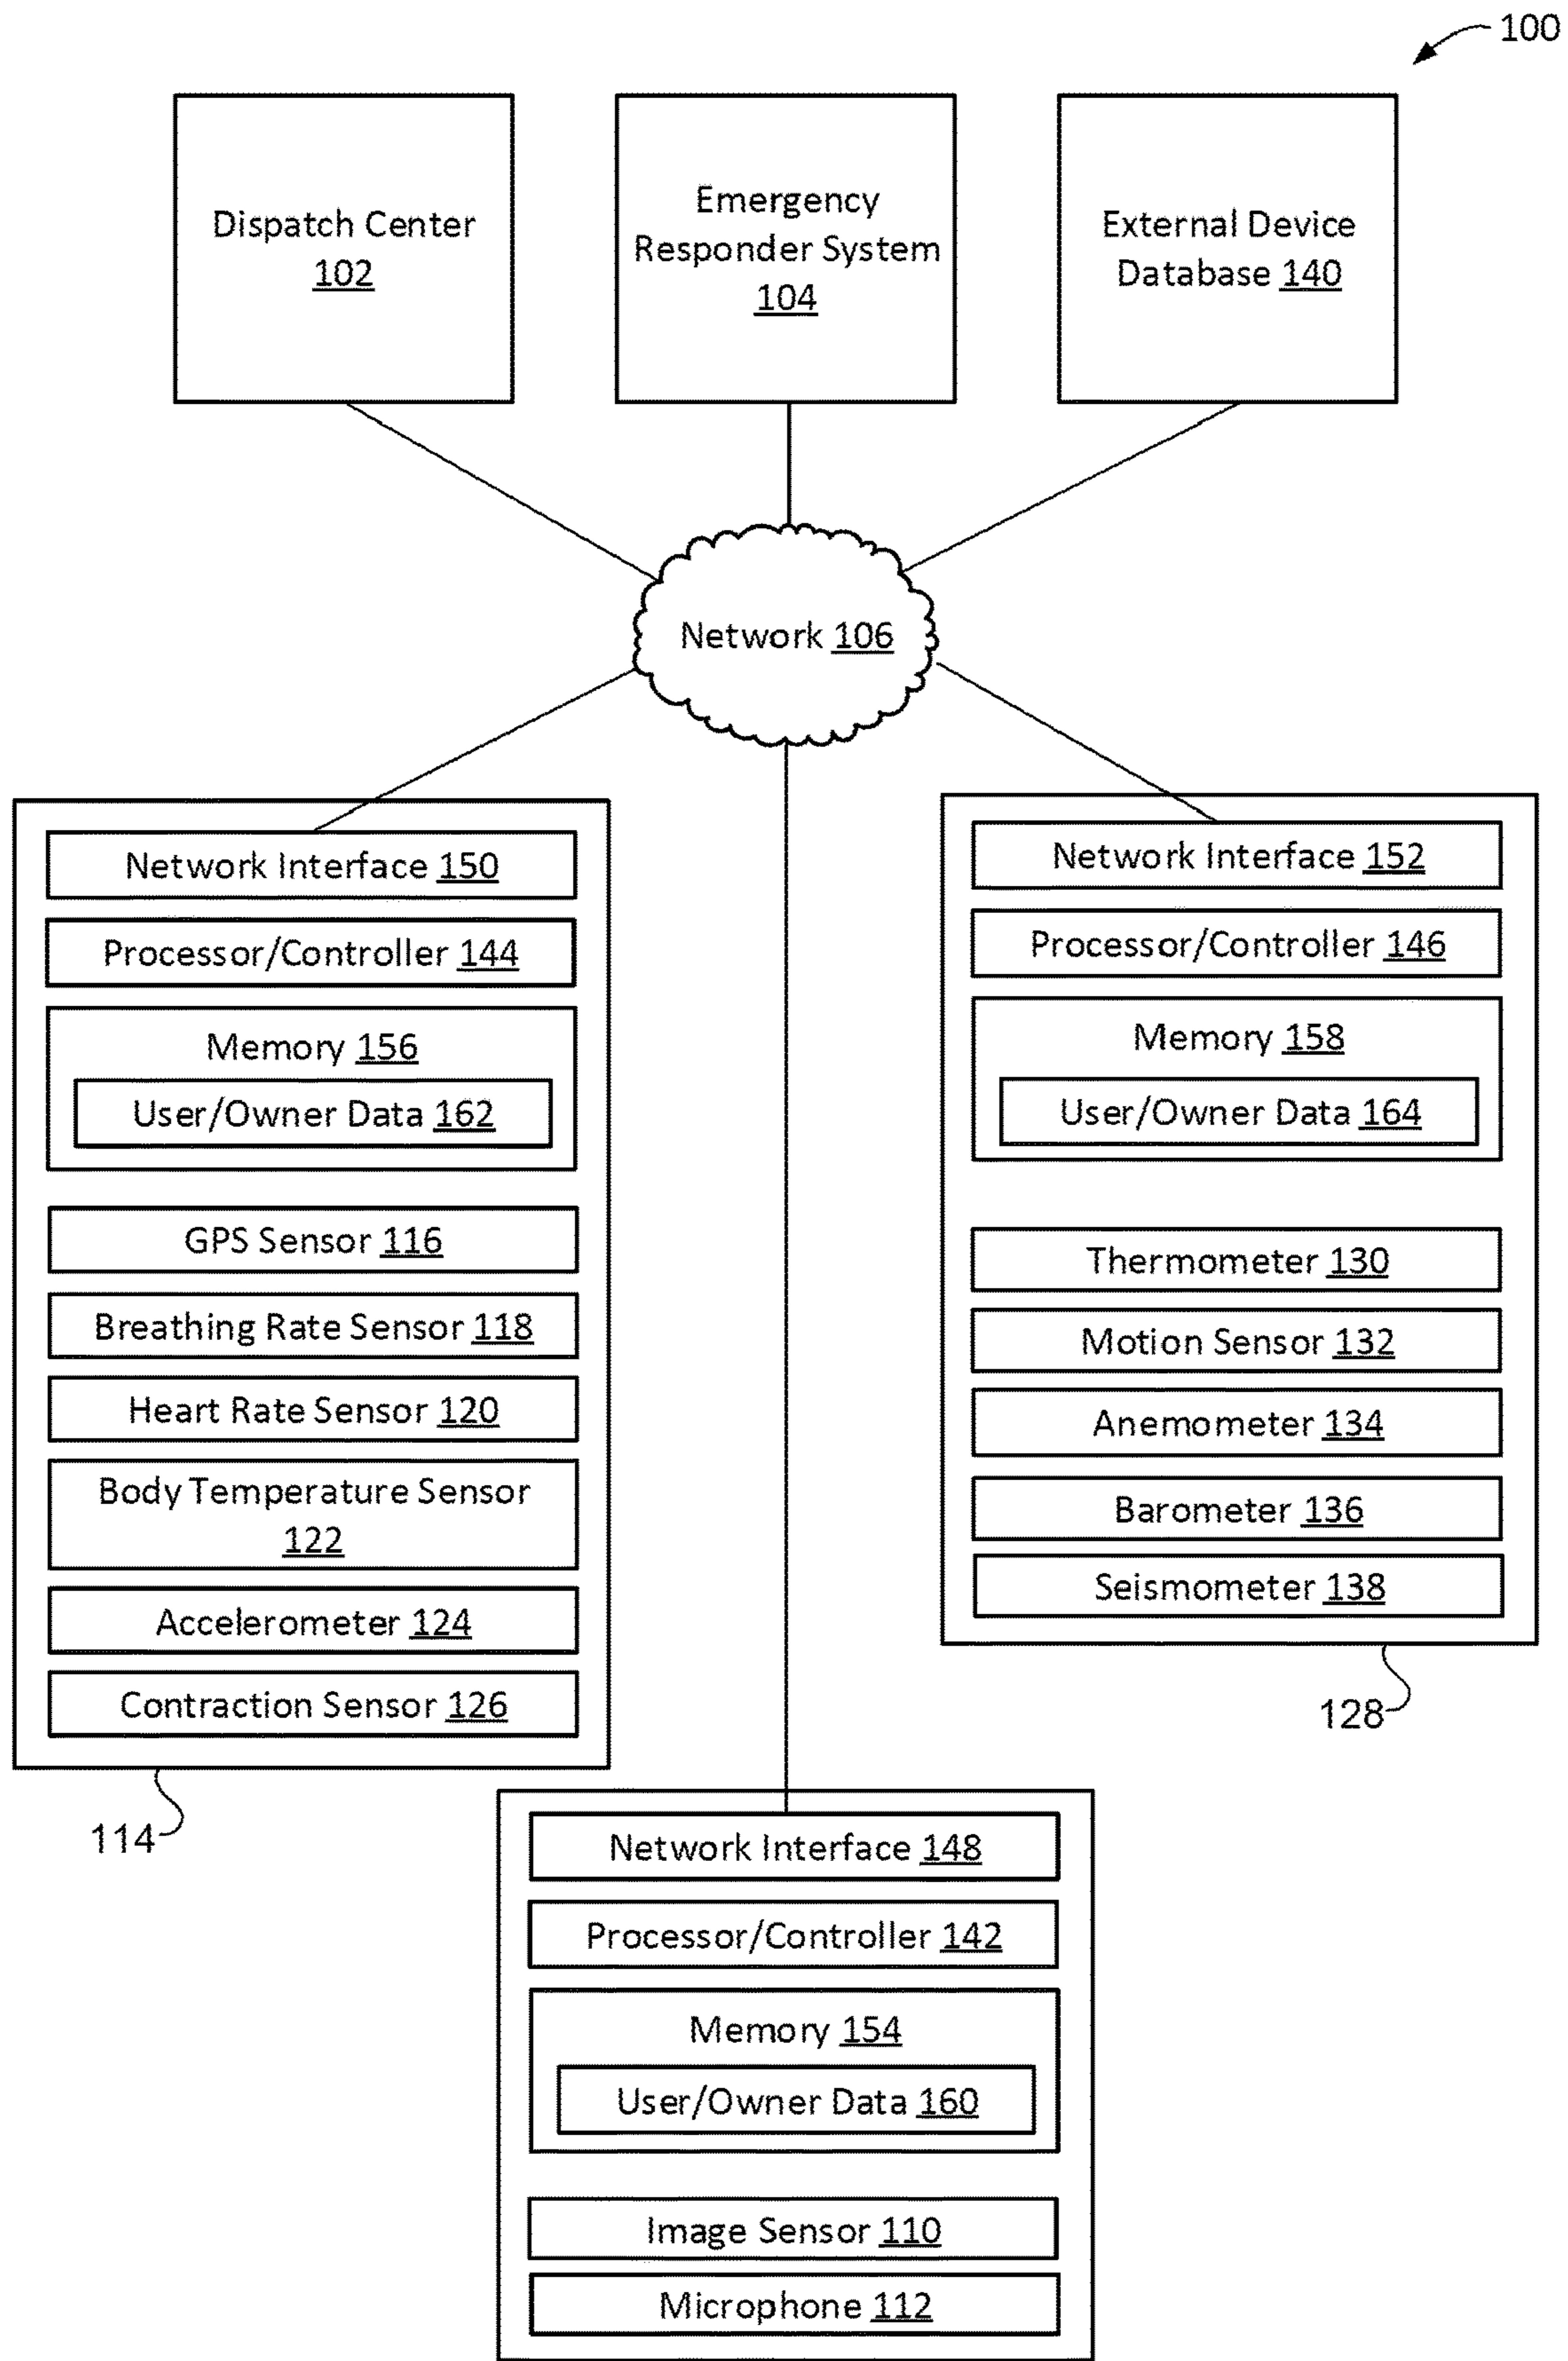 100
Dispatch Center
102
Emergency
Responder System
104
External Device
Database 140
Network 106
Network Interface 150
Processor/Controller 144
Memory 156
User/Owner Data 162
GPS Sensor 116
Breathing Rate Sensor 118
Heart Rate Sensor 120
Body Temperature Sensor
122
Accelerometer 124
Contraction Sensor 126
114
Network Interface 152
Processor/Controller 146
Memory 158
User/Owner Data 164
Thermometer 130
Motion Sensor 132
Anemometer 134
Barometer 136
Seismometer 138
128
Network Interface 148
Processor/Controller 142
Memory 154
User/Owner Data 160
Image Sensor 110
Microphone 112